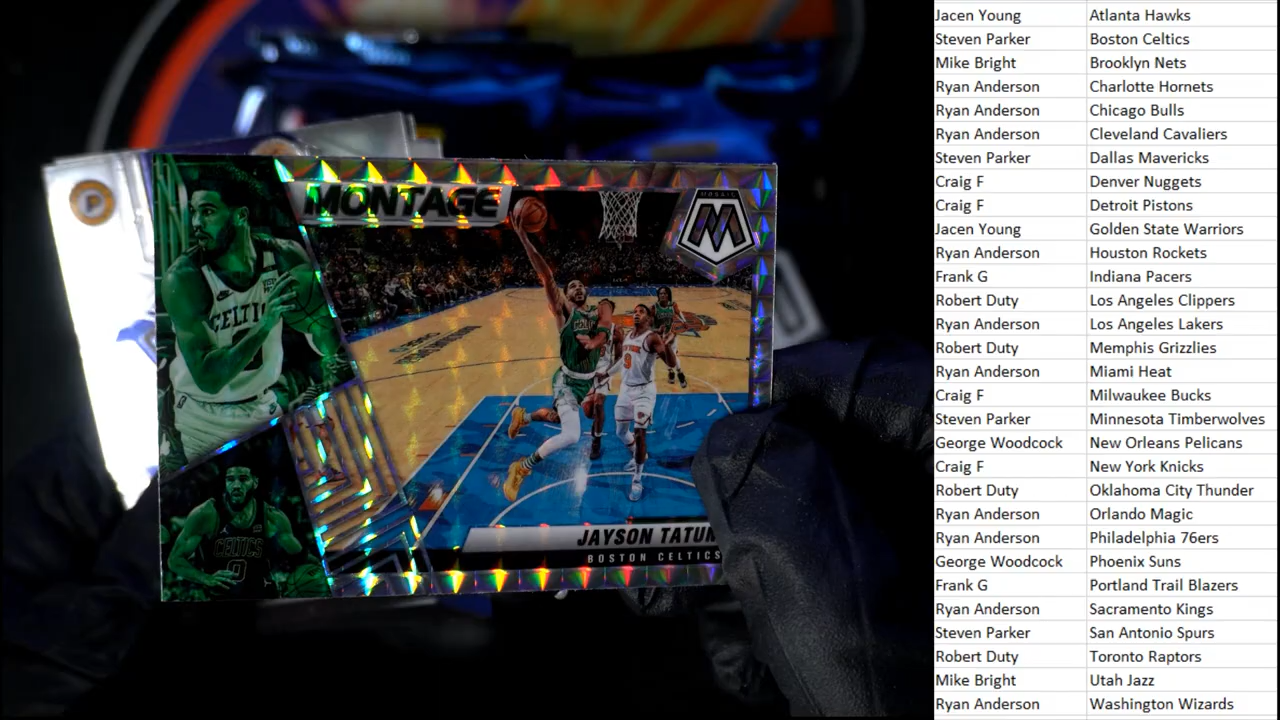 MONTAGE
MOSAIC
CELTICS
CELTICS
0
9
JAYSON TATUM
BOSTON CELTICS
Jacen Young Atlanta Hawks
Steven Parker Boston Celtics
Mike Bright Brooklyn Nets
Ryan Anderson Charlotte Hornets
Ryan Anderson Chicago Bulls
Ryan Anderson Cleveland Cavaliers
Steven Parker Dallas Mavericks
Craig F Denver Nuggets
Craig F Detroit Pistons
Jacen Young Golden State Warriors
Ryan Anderson Houston Rockets
Frank G Indiana Pacers
Robert Duty Los Angeles Clippers
Ryan Anderson Los Angeles Lakers
Robert Duty Memphis Grizzlies
Ryan Anderson Miami Heat
Craig F Milwaukee Bucks
Steven Parker Minnesota Timberwolves
George Woodcock New Orleans Pelicans
Craig F New York Knicks
Robert Duty Oklahoma City Thunder
Ryan Anderson Orlando Magic
Ryan Anderson Philadelphia 76ers
George Woodcock Phoenix Suns
Frank G Portland Trail Blazers
Ryan Anderson Sacramento Kings
Steven Parker San Antonio Spurs
Robert Duty Toronto Raptors
Mike Bright Utah Jazz
Ryan Anderson Washington Wizards